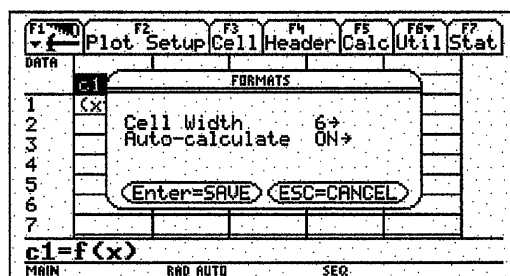 F1 F2 F3 F4 F5 F6 F7
Plot Setup Cell Header Calc Util Stat
DATA
c1
FORMATS
1 (x
2
Cell Width 6→
3
Auto-calculate ON→
4
5
Enter=SAVE ESC=CANCEL
6
7
c1=f(x)
MAIN RAD AUTO SEQ